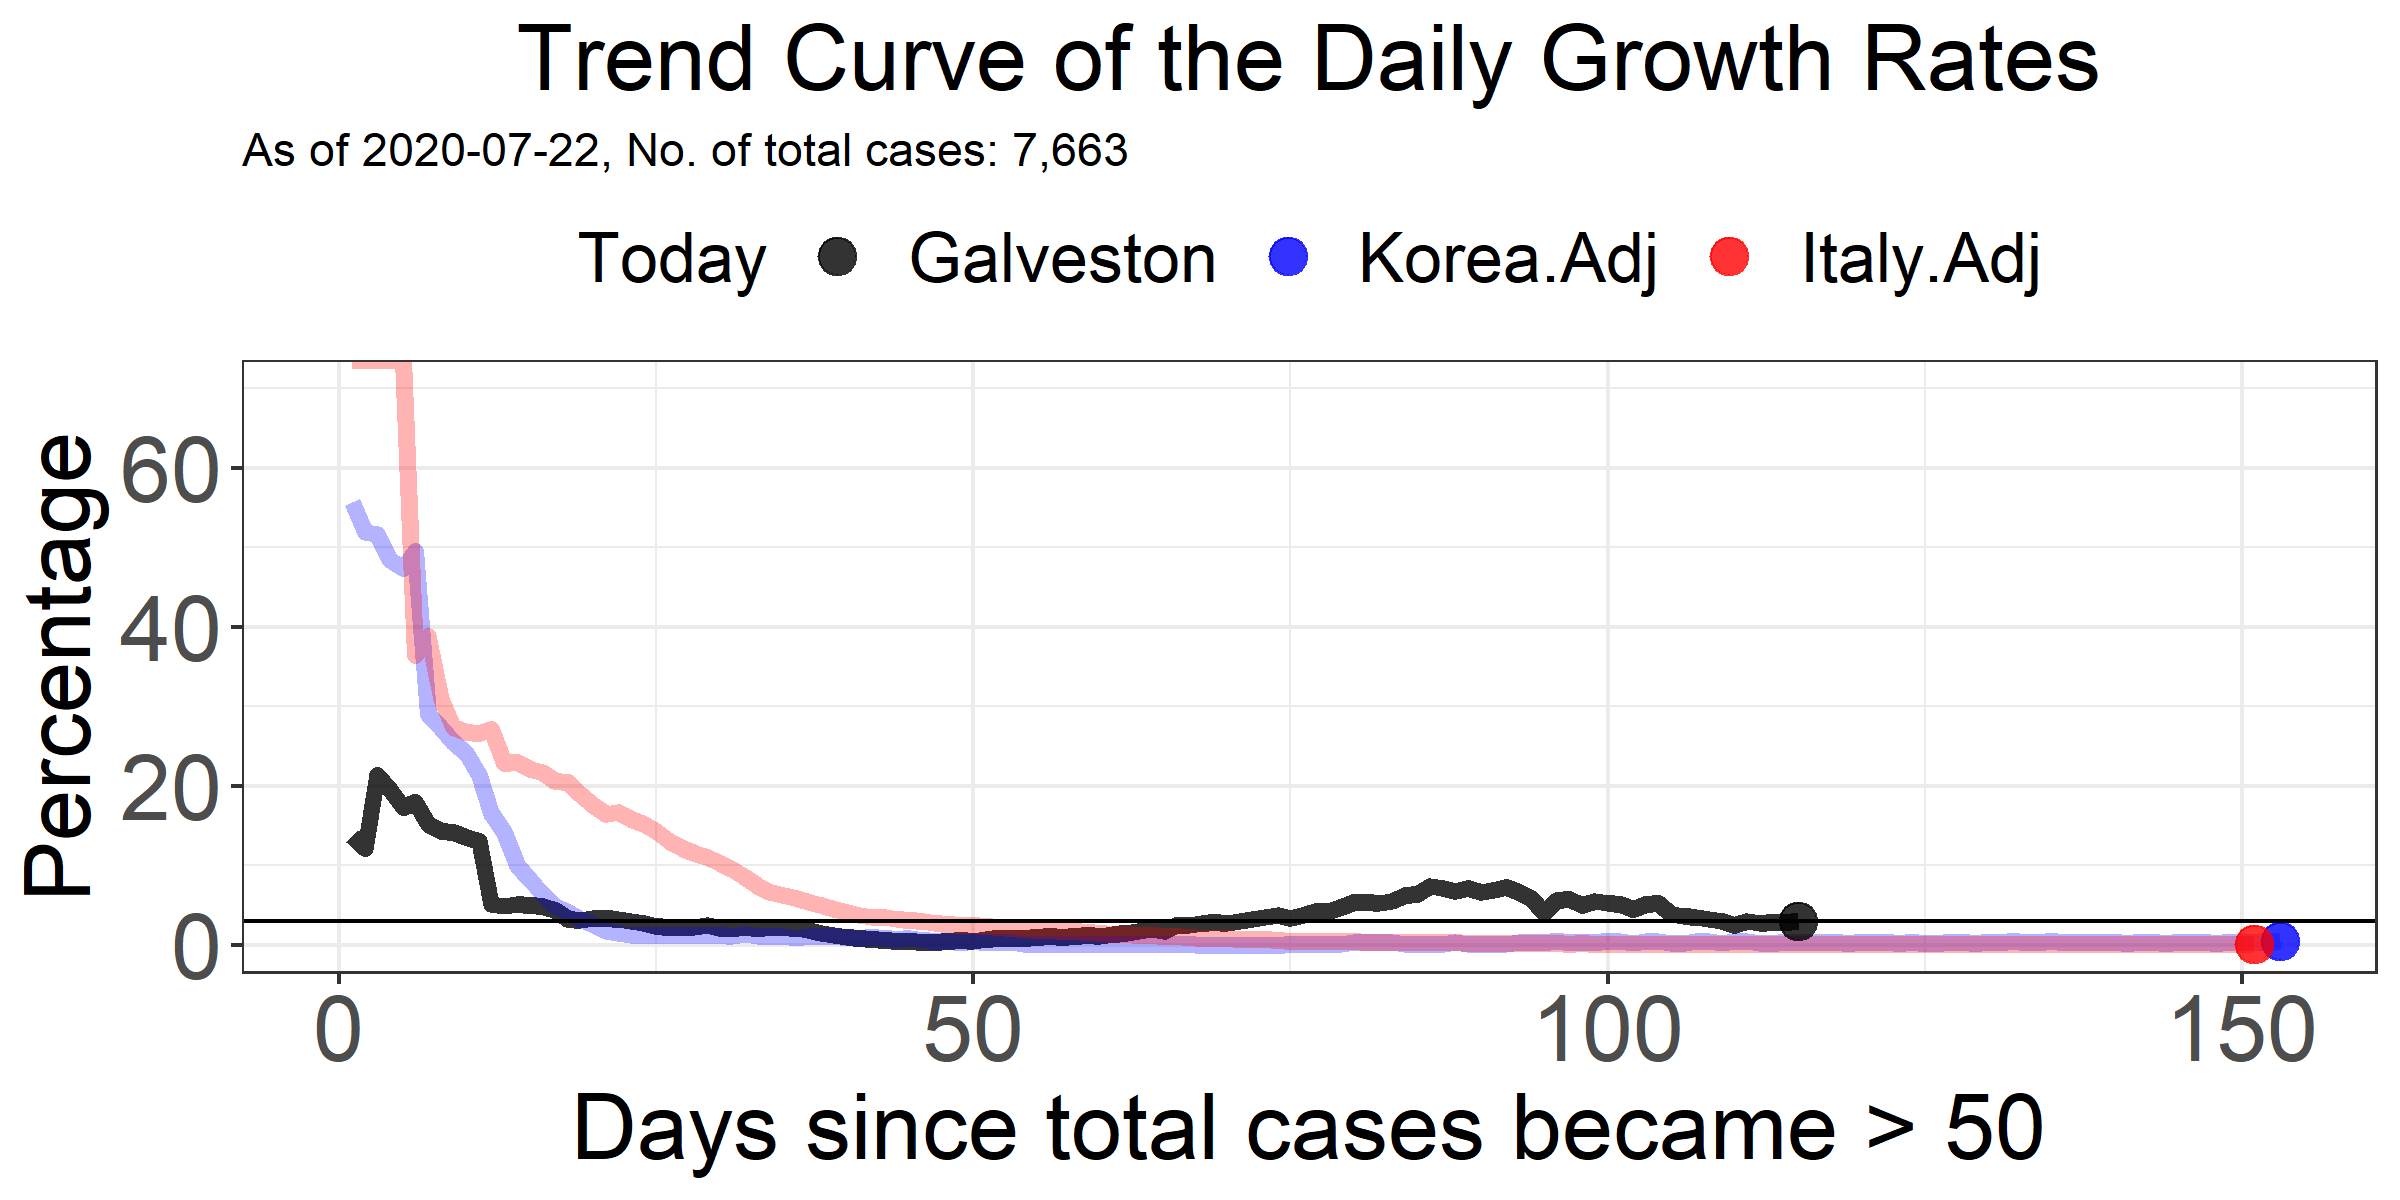 Trend Curve of the Daily Growth Rates
As of 2020-07-22, No. of total cases: 7,663
Today Galveston Korea.Adj Italy.Adj
Percentage
60
40
20
0
0 50 100 150
Days since total cases became > 50